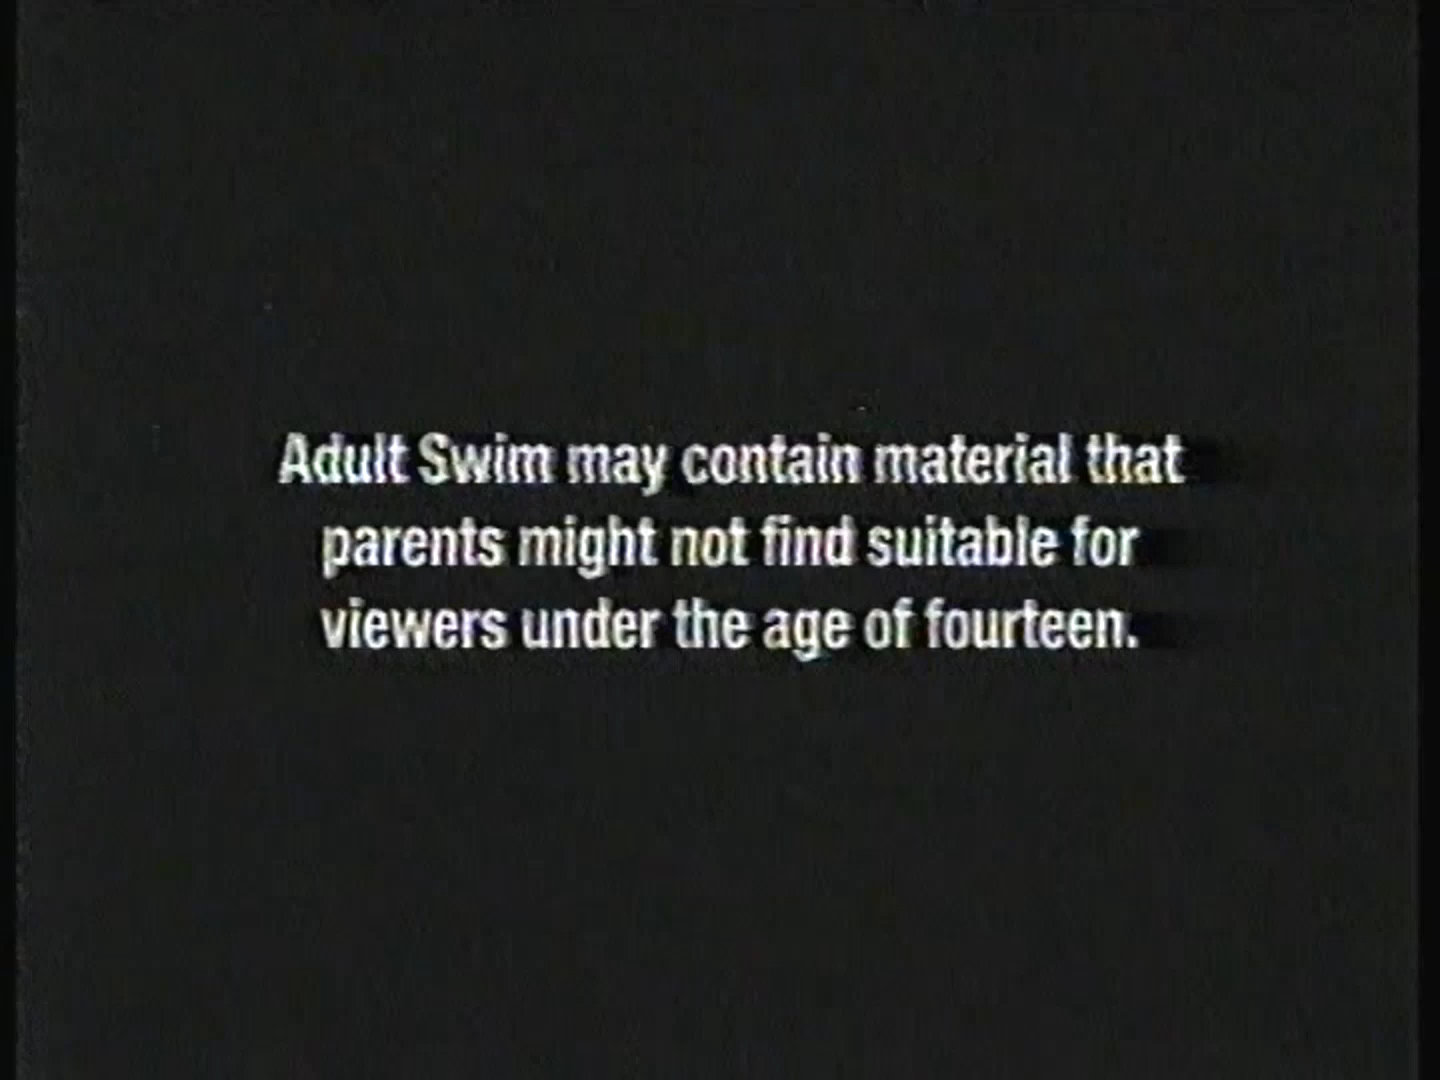 Adult Swim may contain material that
parents might not find suitable for
viewers under the age of fourteen.